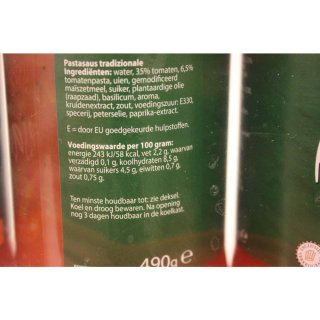 Pastasaus tradizionale
Ingrediënten: water, 35% tomaten, 6,5%
tomatenpasta, uien, gemodificeerd
maïszetmeel, suiker, plantaardige olie
(raapzaad), basilicum, aroma,
kruidenextract, zout, voedingszuur: E330,
specerij, peterselie, paprika-extract.
E = door EU goedgekeurde hulpstoffen.
Voedingswaarde per 100 gram:
energie 243 kJ/58 kcal, vet 2,2 g, waarvan
verzadigd 0,1 g, koolhydraten 8,5 g,
waarvan suikers 4,5 g, eiwitten 0,7 g,
zout 0,75 g.
Ten minste houdbaar tot: zie deksel.
Koel en droog bewaren. Na opening
nog 3 dagen houdbaar in de koelkast.
490g e